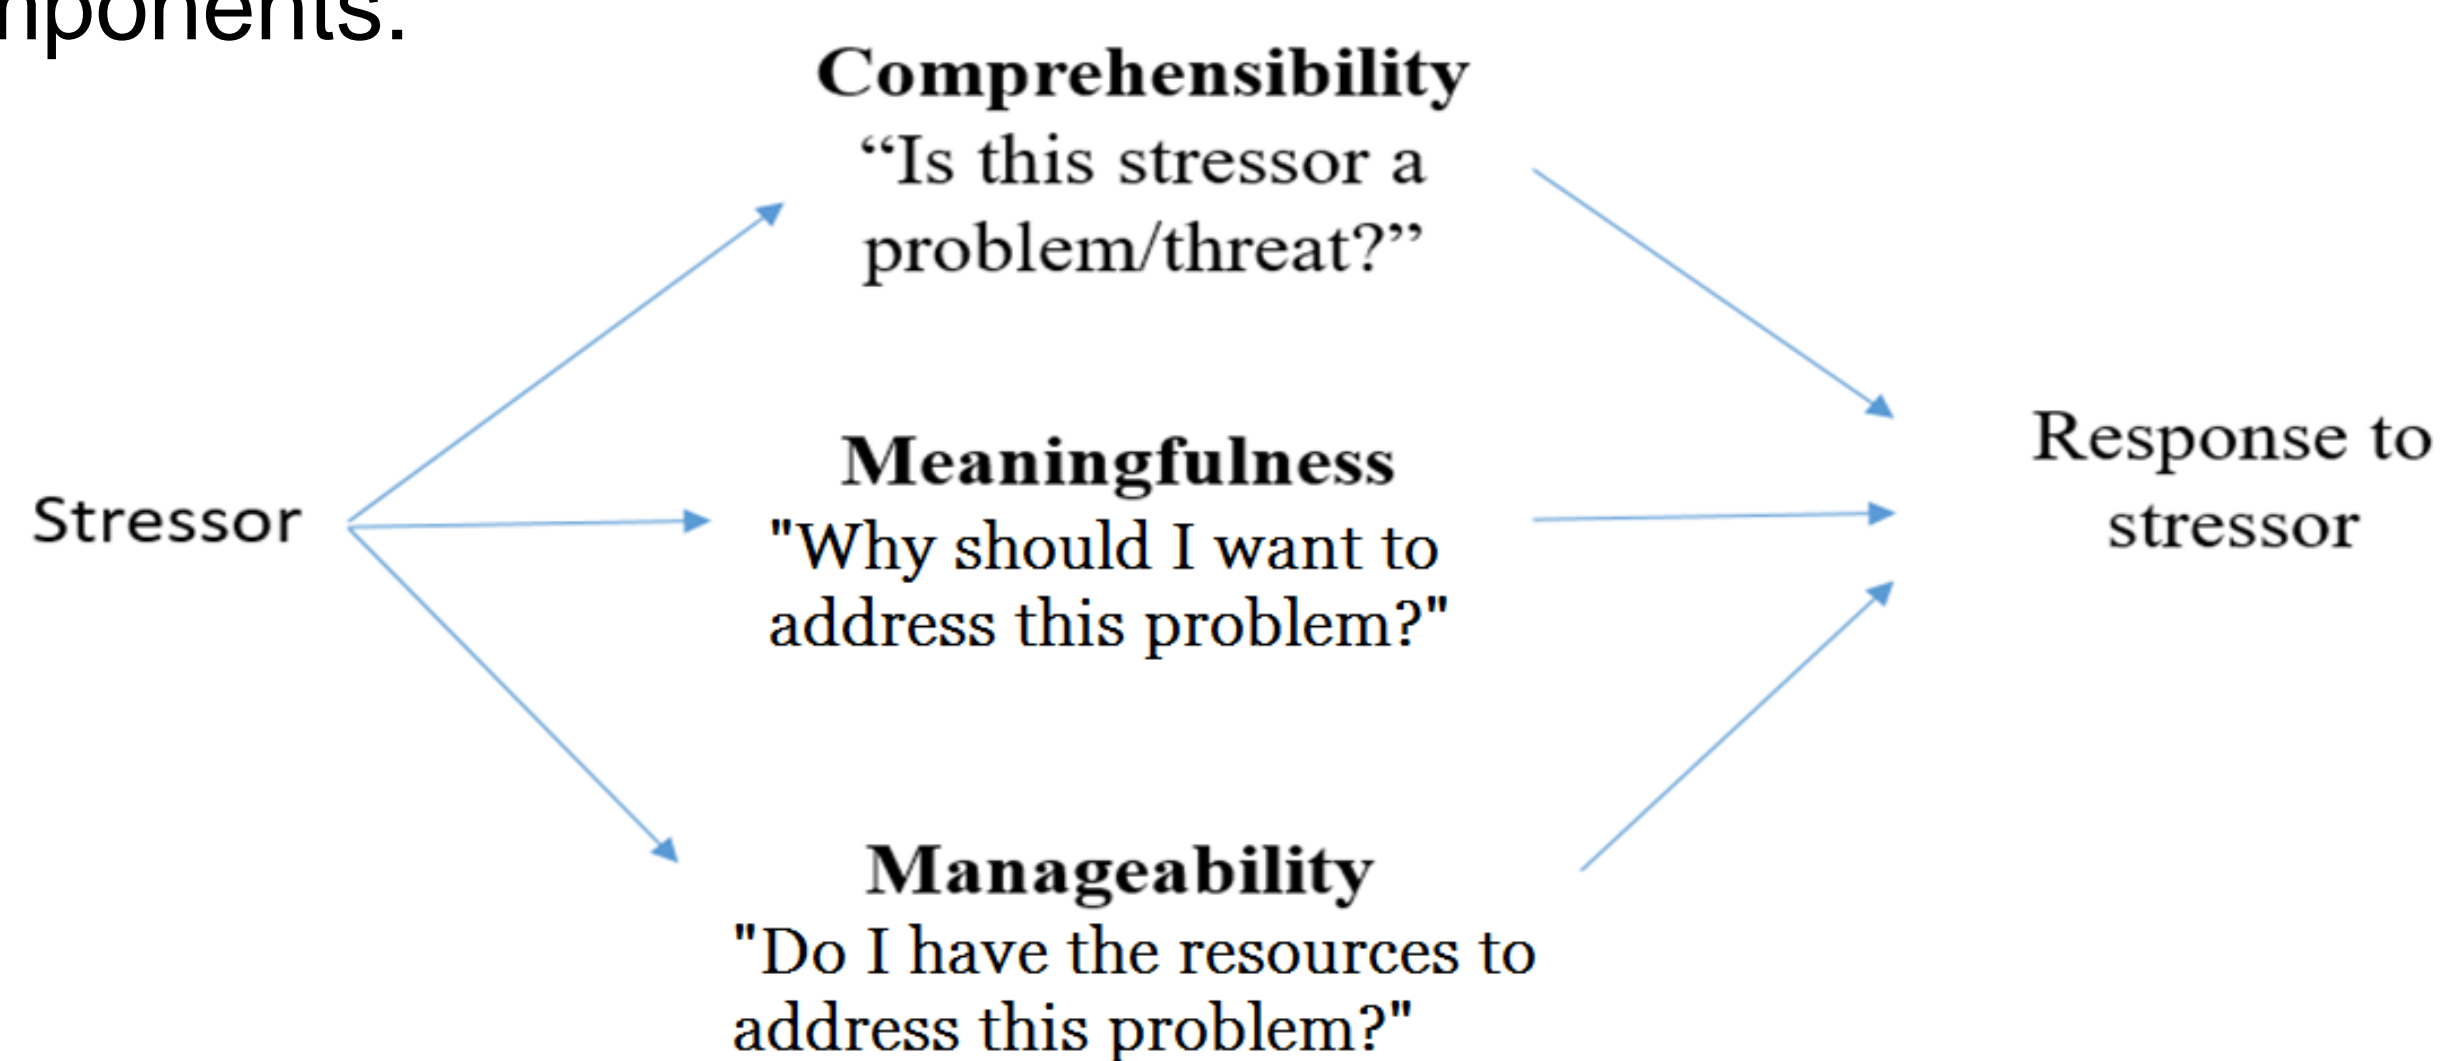 mponents.
Comprehensibility
“Is this stressor a
problem/threat?”
Meaningfulness
"Why should I want to
address this problem?"
Stressor
Response to
stressor
Manageability
"Do I have the resources to
address this problem?"